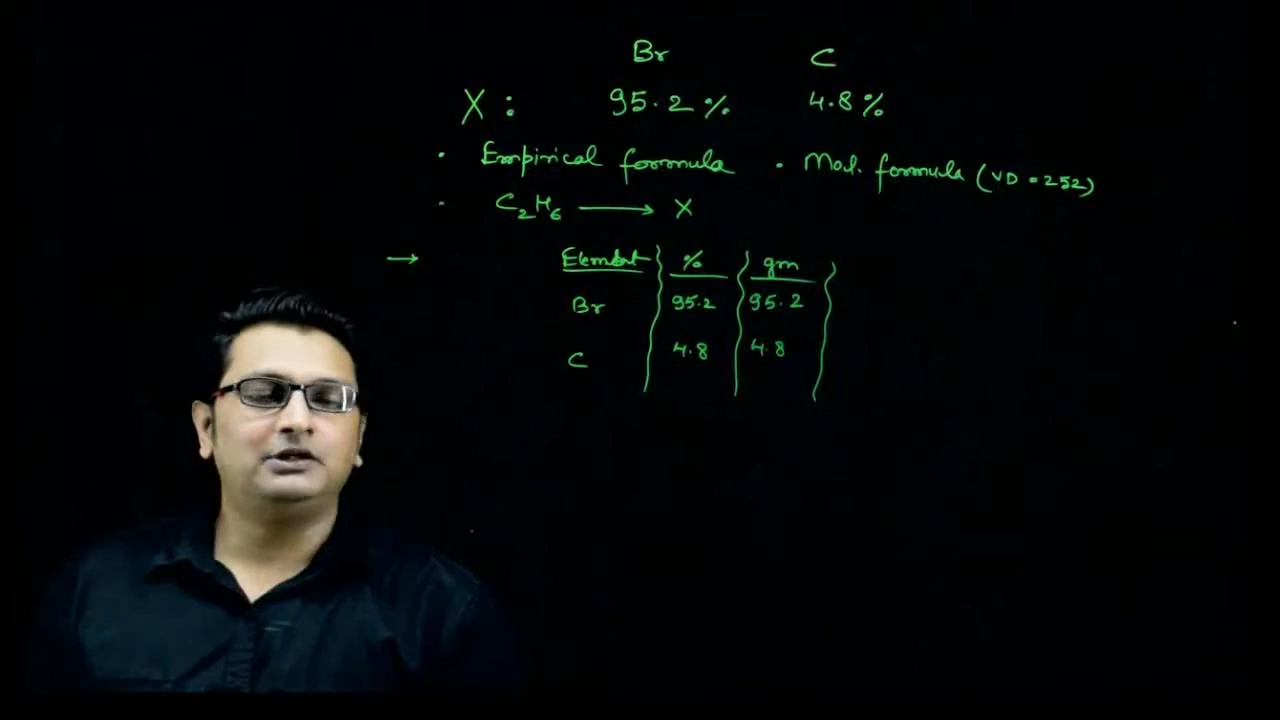 Br C
X : 95.2 % 4.8 %
· Empirical formula · Mol. formula (VD = 252)
· C₂H₆ ⟶ X
→ Element % gm
Br 95.2 95.2
C 4.8 4.8